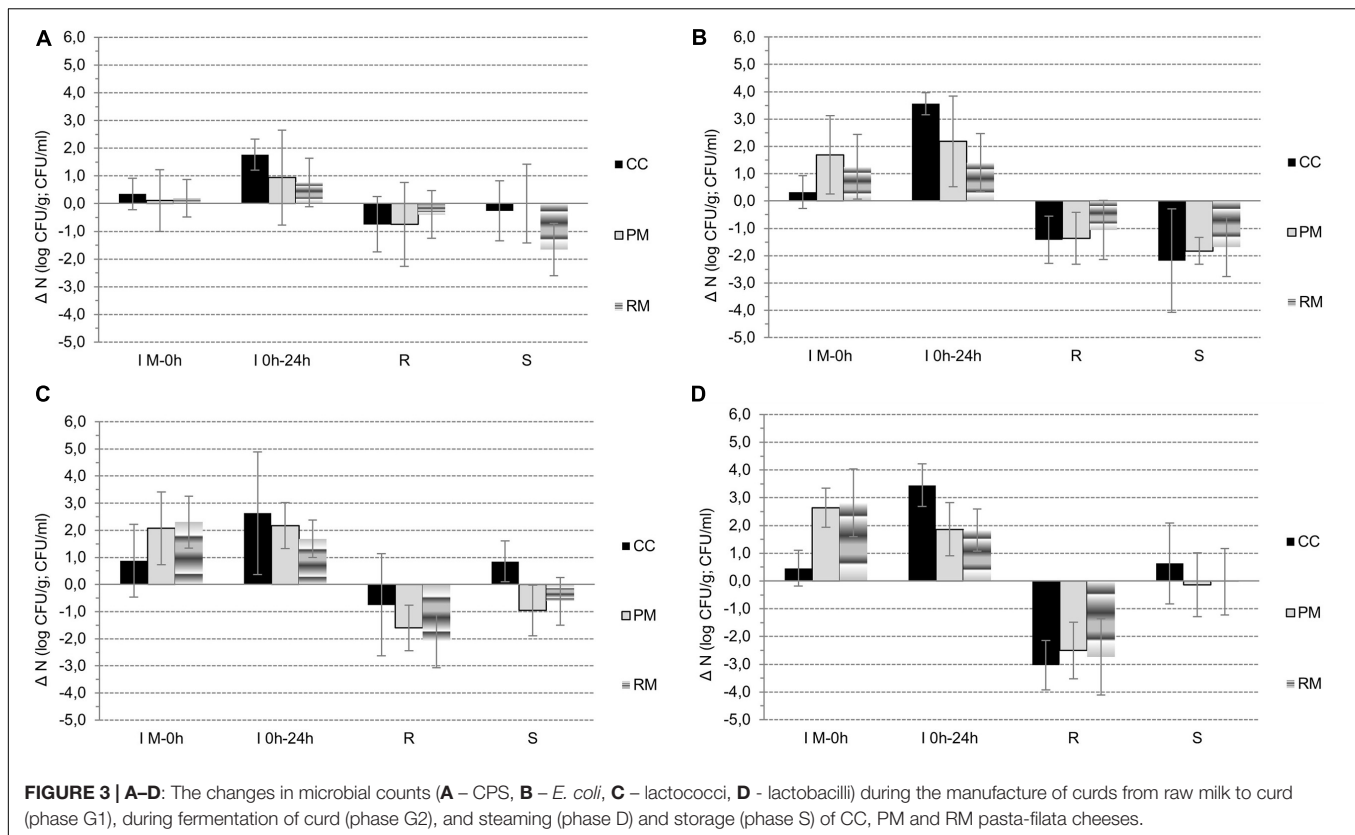 A
6,0
5,0
4,0
3,0
2,0
1,0
0,0
-1,0
-2,0
-3,0
-4,0
-5,0
Δ N (log CFU/g; CFU/ml)
I M-0h I 0h-24h R S
CC
PM
RM
B
6,0
5,0
4,0
3,0
2,0
1,0
0,0
-1,0
-2,0
-3,0
-4,0
-5,0
Δ N (log CFU/g; CFU/ml)
I M-0h I 0h-24h R S
CC
PM
RM
C
6,0
5,0
4,0
3,0
2,0
1,0
0,0
-1,0
-2,0
-3,0
-4,0
-5,0
Δ N (log CFU/g; CFU/ml)
I M-0h I 0h-24h R S
CC
PM
RM
D
6,0
5,0
4,0
3,0
2,0
1,0
0,0
-1,0
-2,0
-3,0
-4,0
-5,0
Δ N (log CFU/g; CFU/ml)
I M-0h I 0h-24h R S
CC
PM
RM
FIGURE 3 | A–D: The changes in microbial counts (A – CPS, B – E. coli, C – lactococci, D - lactobacilli) during the manufacture of curds from raw milk to curd
(phase G1), during fermentation of curd (phase G2), and steaming (phase D) and storage (phase S) of CC, PM and RM pasta-filata cheeses.